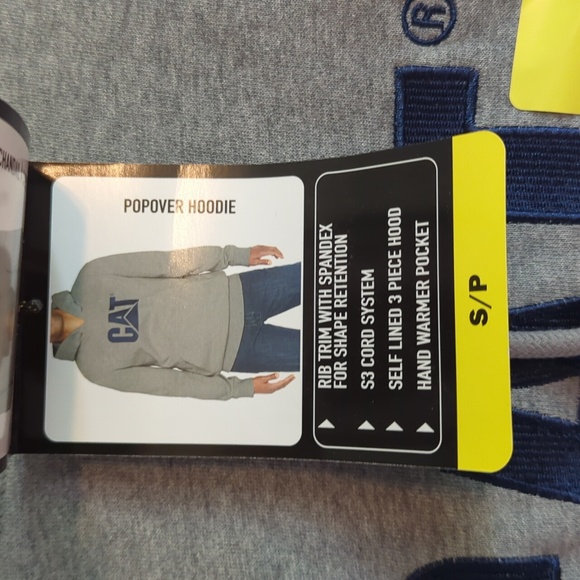 POPOVER HOODIE
CAT
RIB TRIM WITH SPANDEX
FOR SHAPE RETENTION
S3 CORD SYSTEM
SELF LINED 3 PIECE HOOD
HAND WARMER POCKET
S/P
®